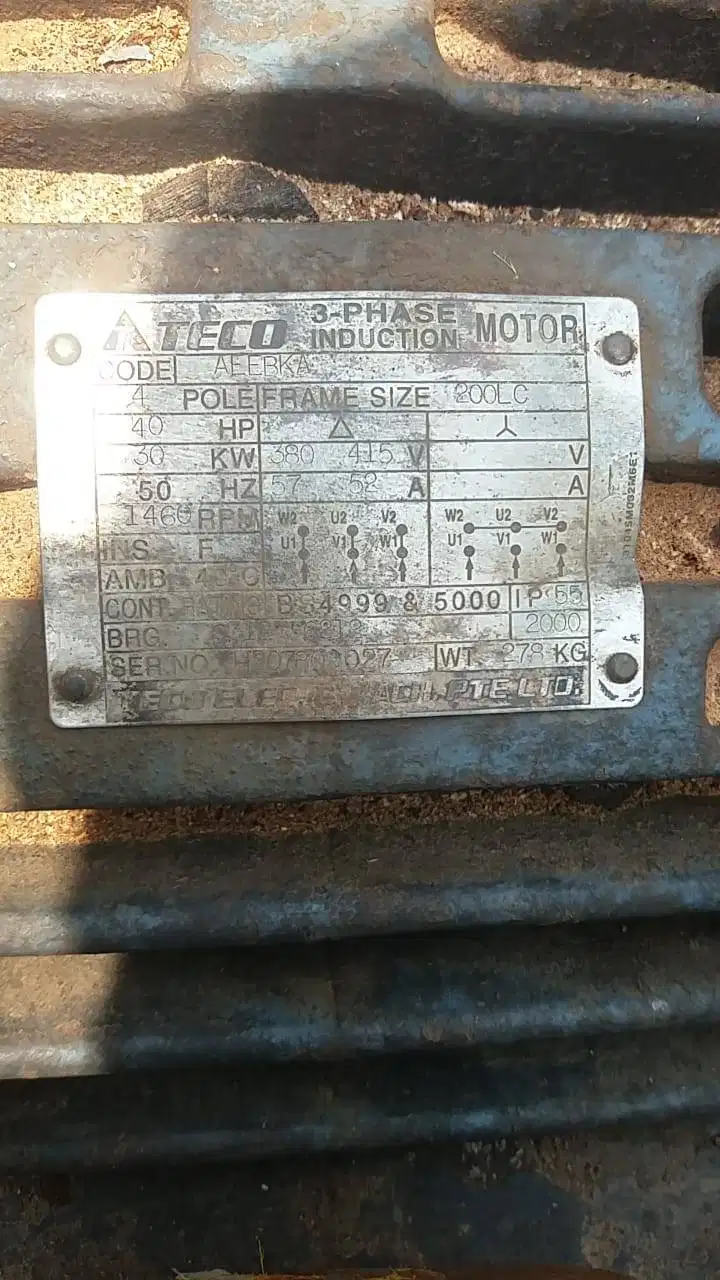 TECO 3-PHASE INDUCTION MOTOR
CODE AEEBKA
4 POLE FRAME SIZE 200LC
40 HP △ 人
30 KW 380 415 V V
50 HZ 57 52 A A
1460 RPM W2 U2 V2 W2 U2 V2
U1 V1 W1 U1 V1 W1
INS. F
AMB. C
CONT. RATING BS4999 & 5000 IP 55
BRG. 2000
SER.NO. WT. 278 KG
PTE LTD.